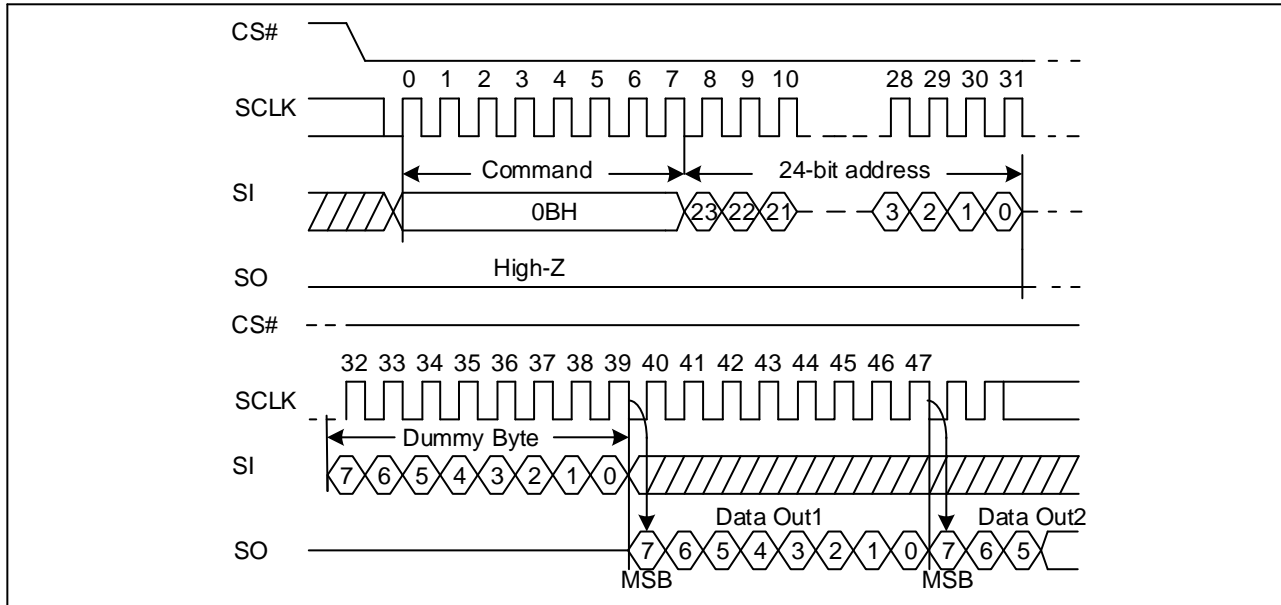 CS#
0 1 2 3 4 5 6 7 8 9 10 28 29 30 31
SCLK
Command 24-bit address
SI
0BH 23 22 21 3 2 1 0
High-Z
SO
CS#
32 33 34 35 36 37 38 39 40 41 42 43 44 45 46 47
SCLK
Dummy Byte
SI
7 6 5 4 3 2 1 0
Data Out1 Data Out2
SO
7 6 5 4 3 2 1 0 7 6 5
MSB MSB